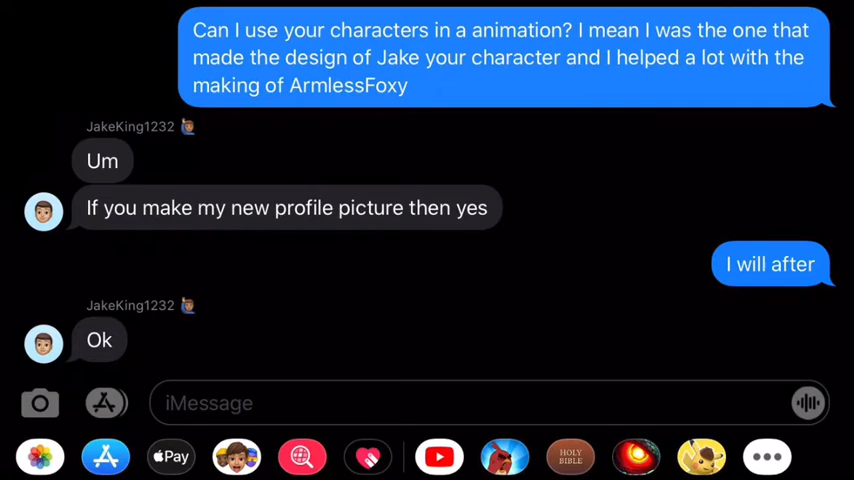 Can I use your characters in a animation? I mean I was the one that
made the design of Jake your character and I helped a lot with the
making of ArmlessFoxy
JakeKing1232
Um
If you make my new profile picture then yes
I will after
JakeKing1232
Ok
iMessage
Pay
HOLY
BIBLE